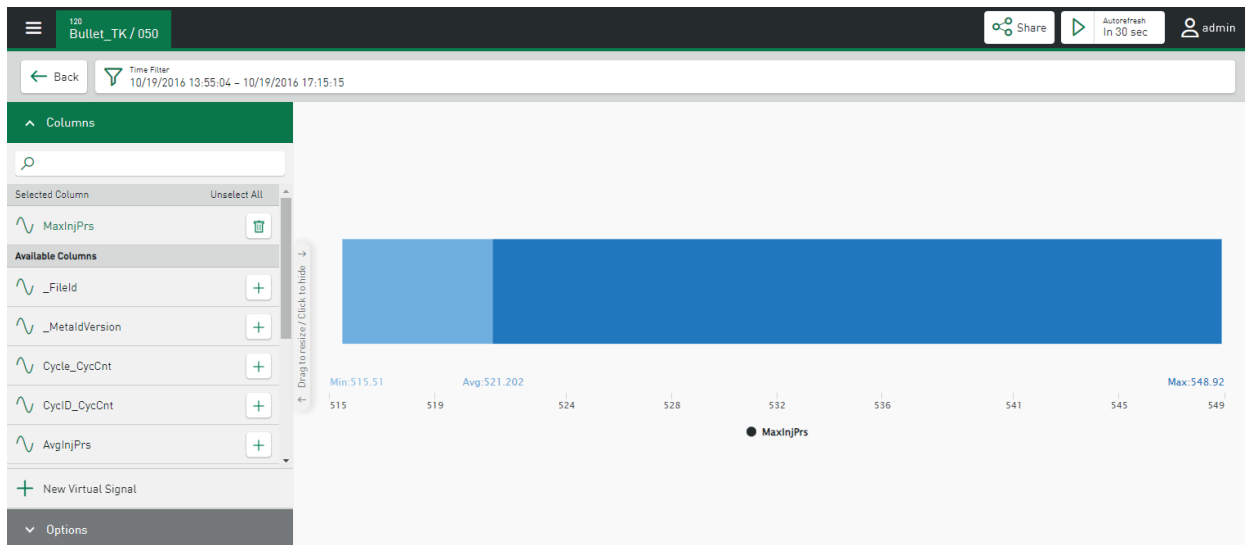 120
Bullet_TK / 050
Share
Autorefresh
In 30 sec
admin
Back
Time Filter
10/19/2016 13:55:04 – 10/19/2016 17:15:15
Columns
Selected Column Unselect All
MaxInjPrs
Available Columns
_FileId
_MetaIdVersion
Cycle_CycCnt
CycID_CycCnt
AvgInjPrs
New Virtual Signal
Options
← Drag to resize / Click to hide →
Min:515.51 Avg:521.202 Max:548.92
515 519 524 528 532 536 541 545 549
MaxInjPrs